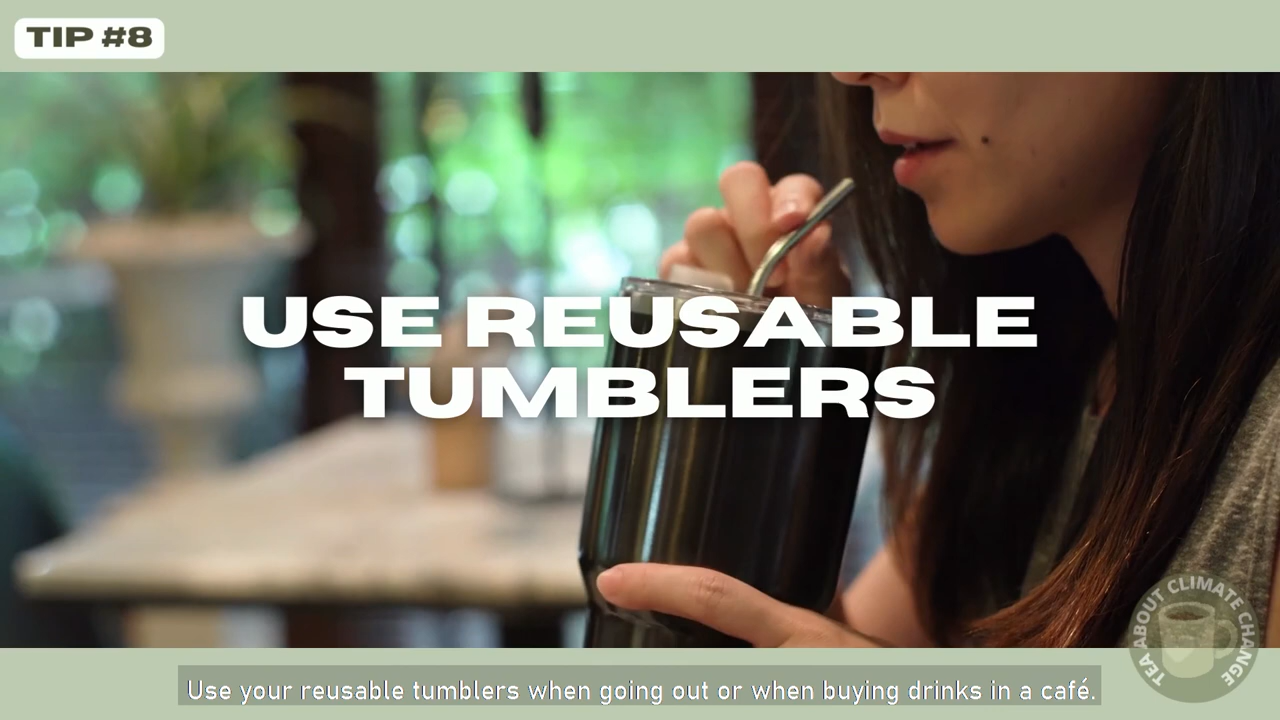 TIP #8
USE REUSABLE
TUMBLERS
TEA ABOUT CLIMATE CHANGE
Use your reusable tumblers when going out or when buying drinks in a café.